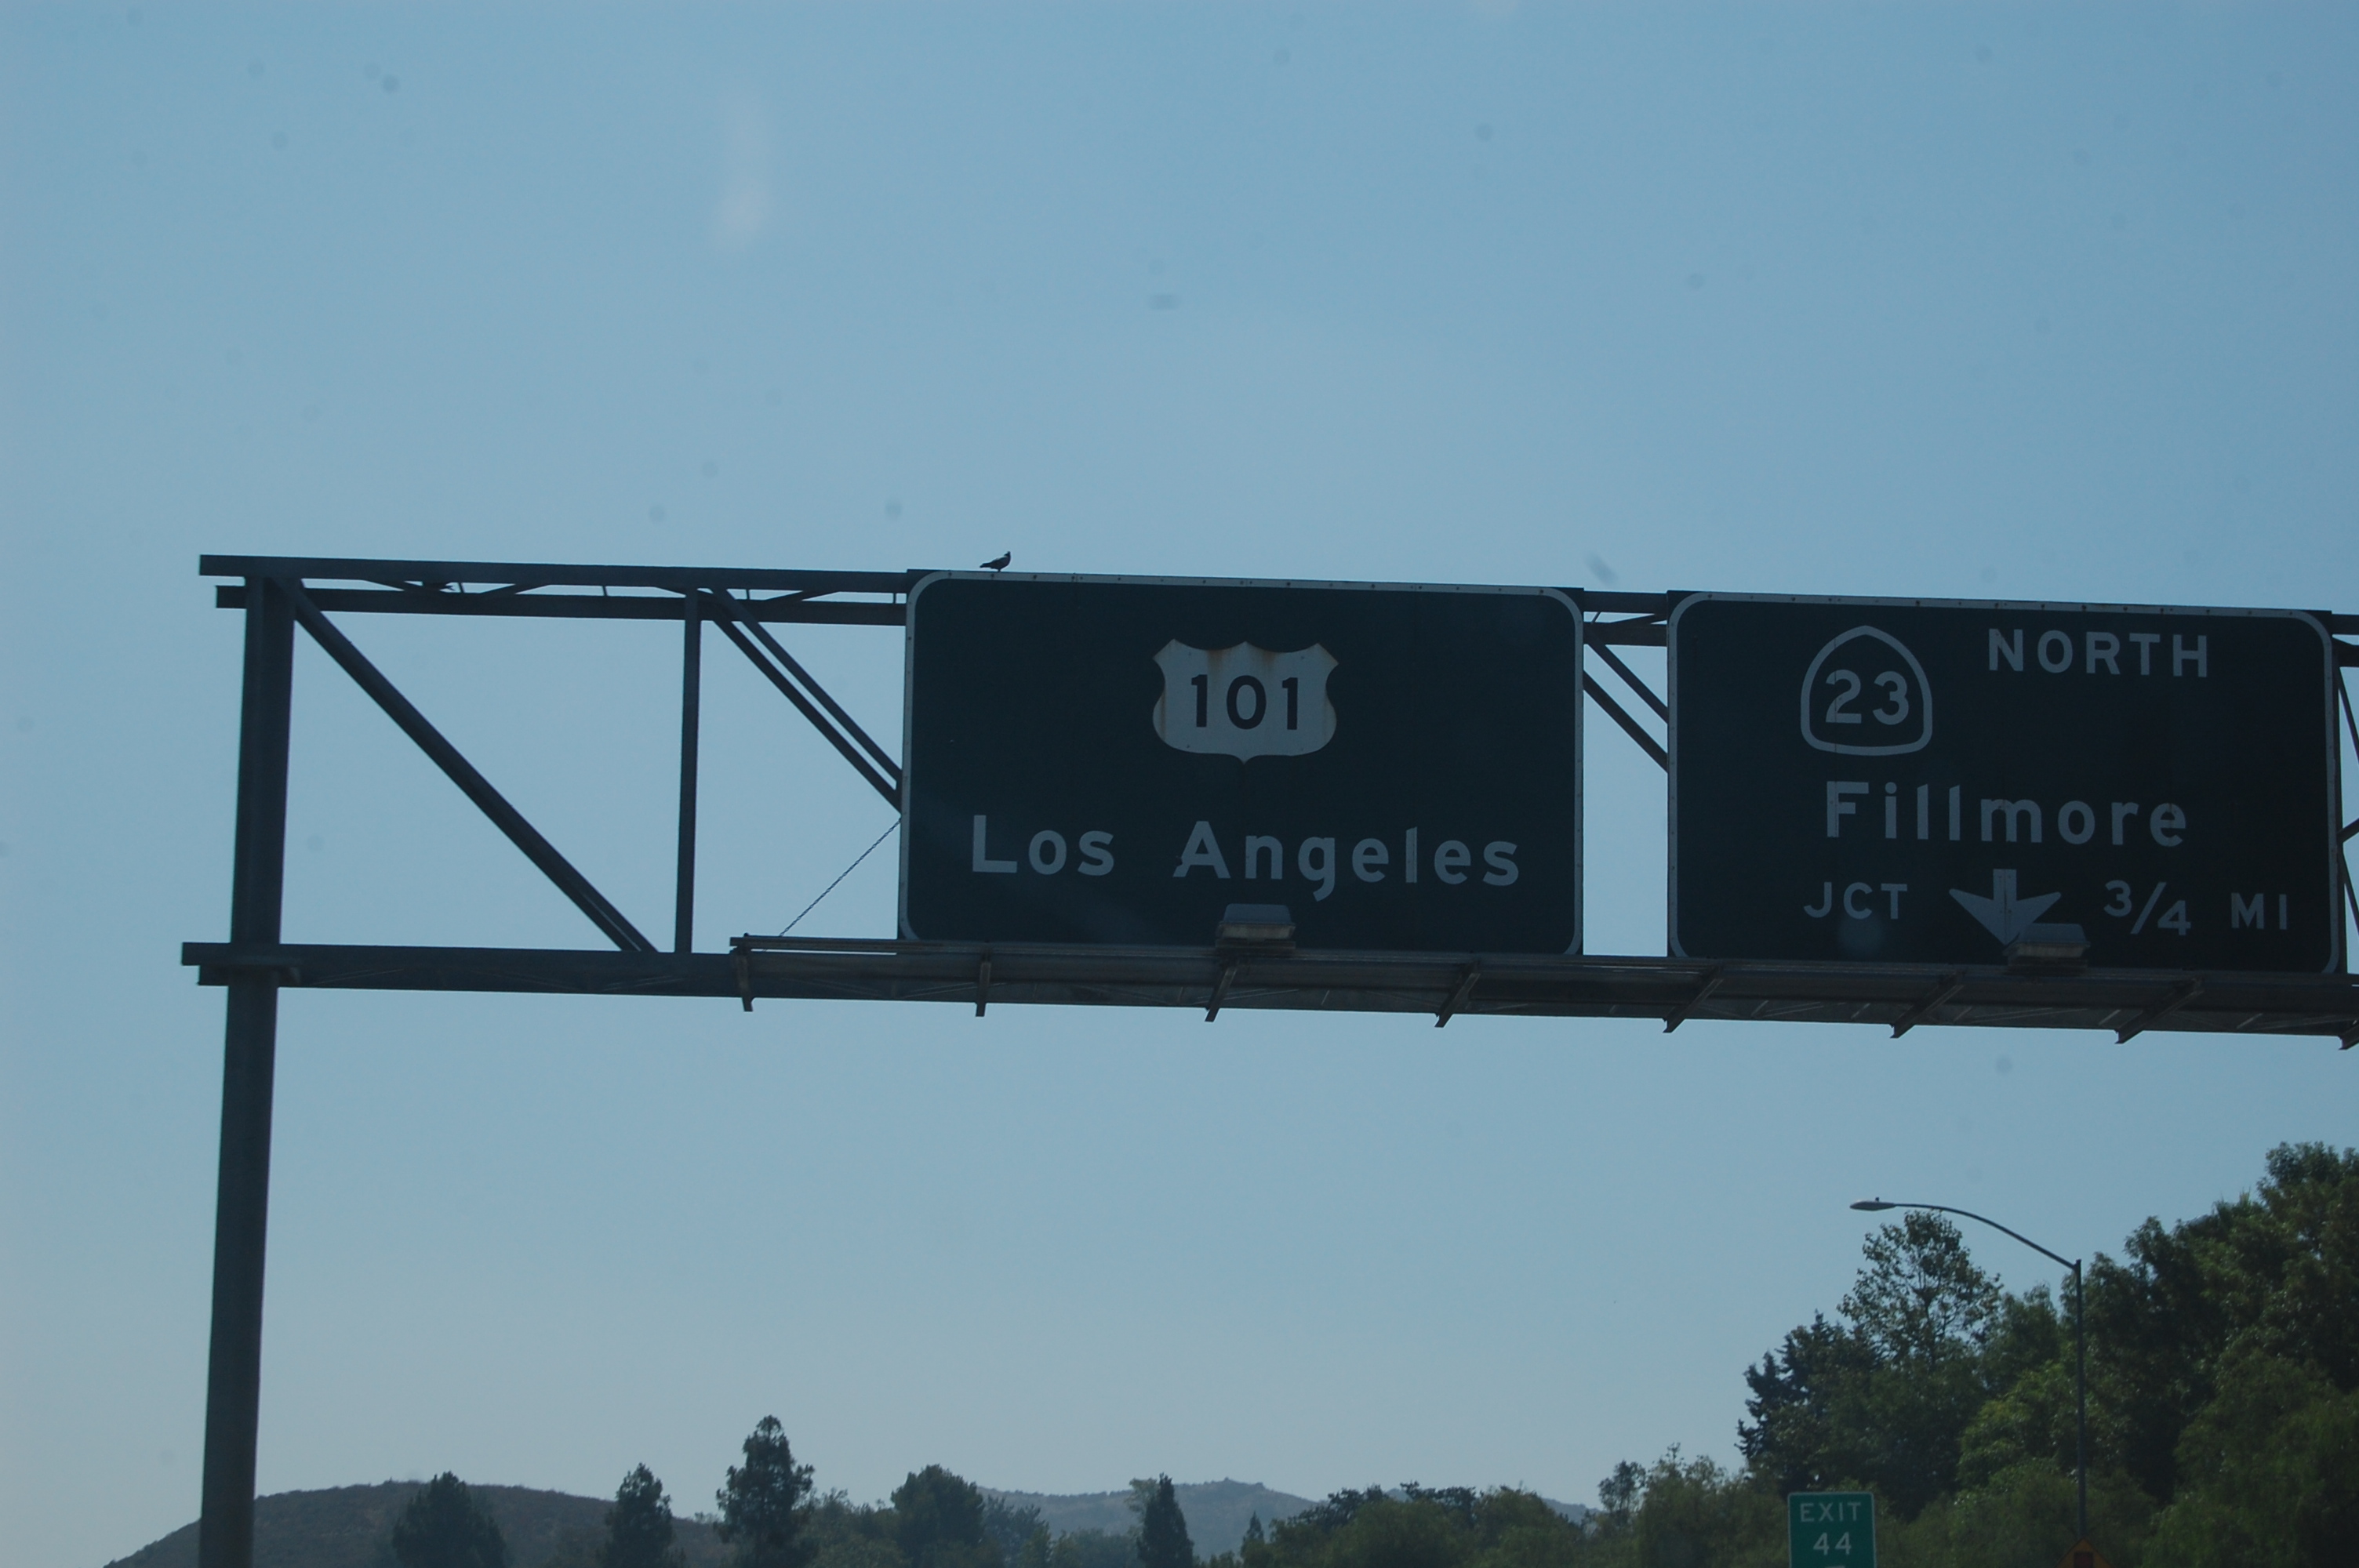 101
Los Angeles
23 NORTH
Fillmore
JCT 3/4 MI
EXIT
44